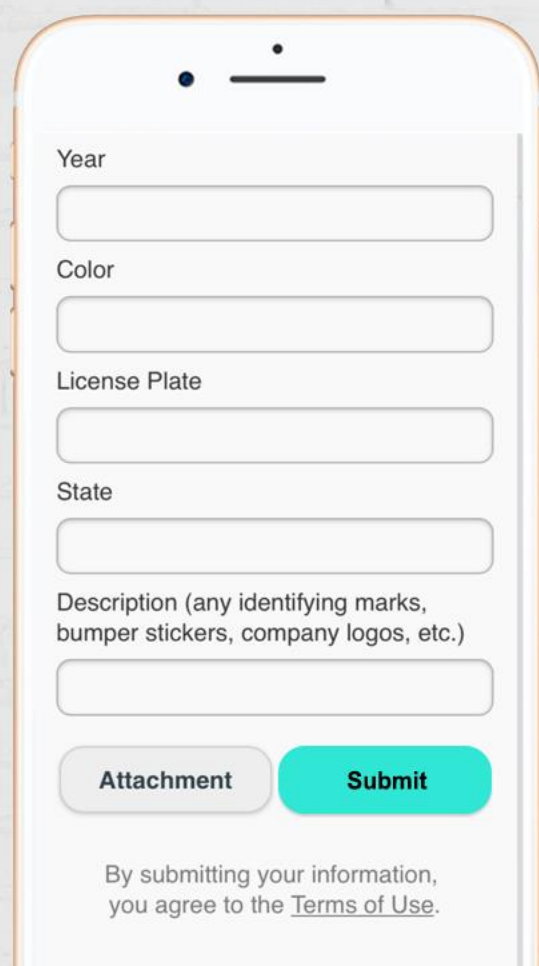 Year
Color
License Plate
State
Description (any identifying marks,
bumper stickers, company logos, etc.)
Attachment
Submit
By submitting your information,
you agree to the Terms of Use.